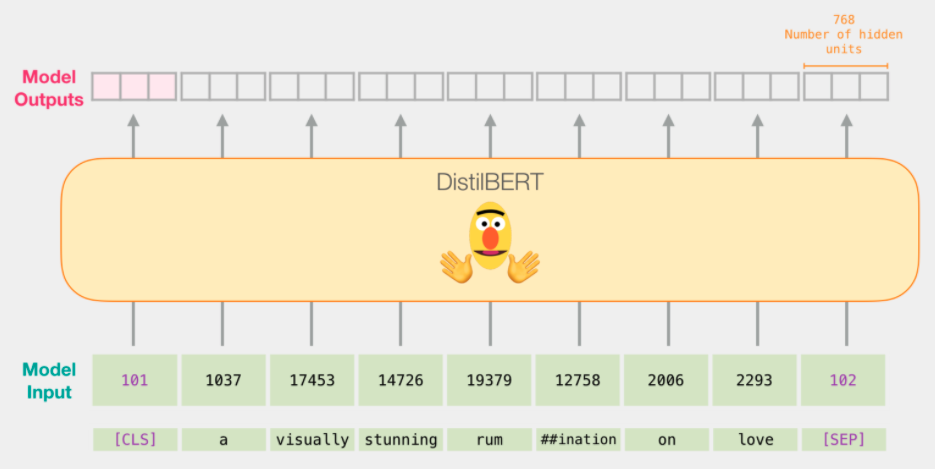 768
Number of hidden
units
Model
Outputs
DistilBERT
Model
Input
101 1037 17453 14726 19379 12758 2006 2293 102
[CLS] a visually stunning rum ##ination on love [SEP]